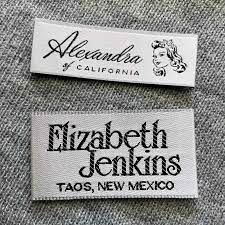 Alexandra
of CALIFORNIA
Elizabeth
Jenkins
TAOS, NEW MEXICO